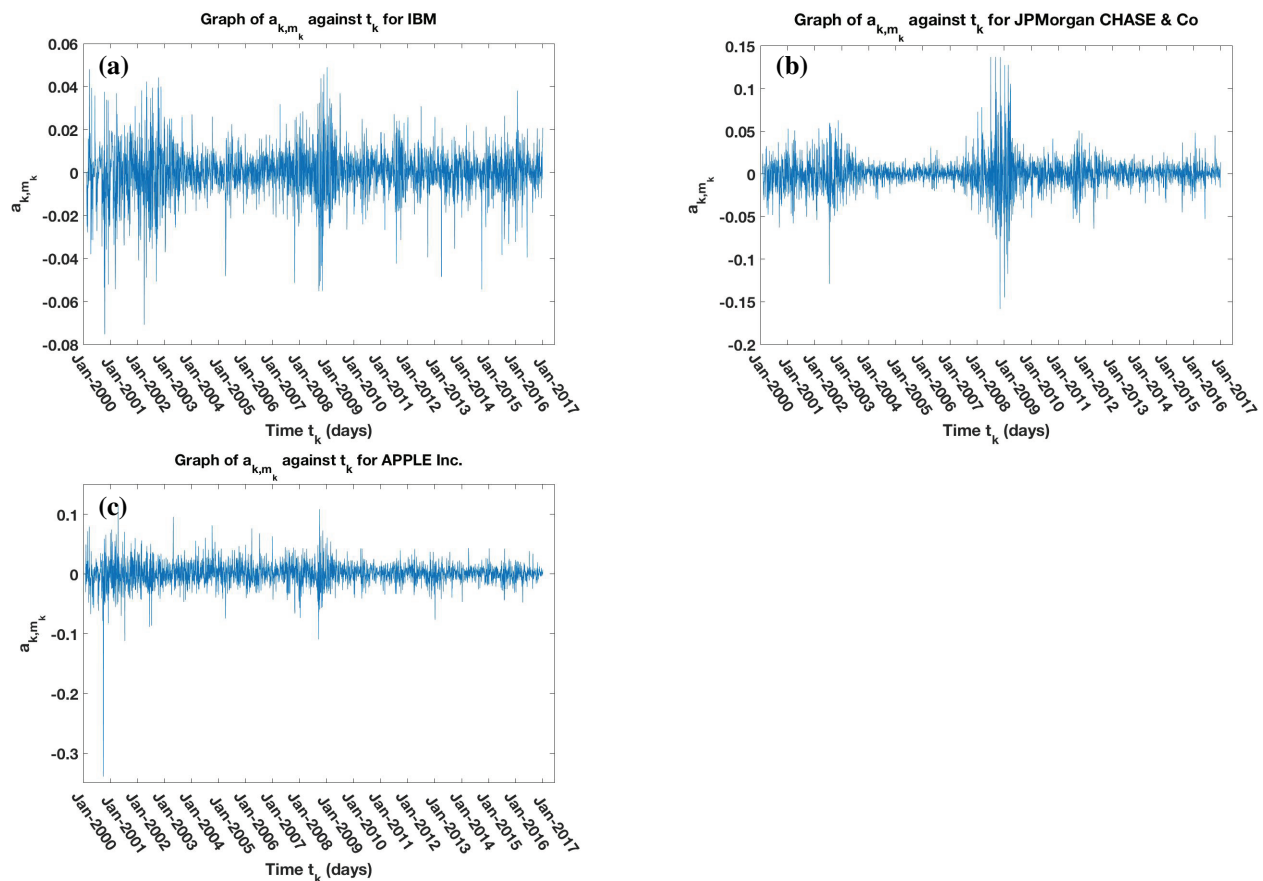 Graph of a_{k,m_k} against t_k for IBM
(a)
0.06
0.04
0.02
0
-0.02
-0.04
-0.06
-0.08
a_{k,m_k}
Jan-2000
Jan-2001
Jan-2002
Jan-2003
Jan-2004
Jan-2005
Jan-2006
Jan-2007
Jan-2008
Jan-2009
Jan-2010
Jan-2011
Jan-2012
Jan-2013
Jan-2014
Jan-2015
Jan-2016
Jan-2017
Time t_k (days)
Graph of a_{k,m_k} against t_k for JPMorgan CHASE & Co
(b)
0.15
0.1
0.05
0
-0.05
-0.1
-0.15
-0.2
a_{k,m_k}
Jan-2000
Jan-2001
Jan-2002
Jan-2003
Jan-2004
Jan-2005
Jan-2006
Jan-2007
Jan-2008
Jan-2009
Jan-2010
Jan-2011
Jan-2012
Jan-2013
Jan-2014
Jan-2015
Jan-2016
Jan-2017
Time t_k (days)
Graph of a_{k,m_k} against t_k for APPLE Inc.
(c)
0.1
0
-0.1
-0.2
-0.3
a_{k,m_k}
Jan-2000
Jan-2001
Jan-2002
Jan-2003
Jan-2004
Jan-2005
Jan-2006
Jan-2007
Jan-2008
Jan-2009
Jan-2010
Jan-2011
Jan-2012
Jan-2013
Jan-2014
Jan-2015
Jan-2016
Jan-2017
Time t_k (days)